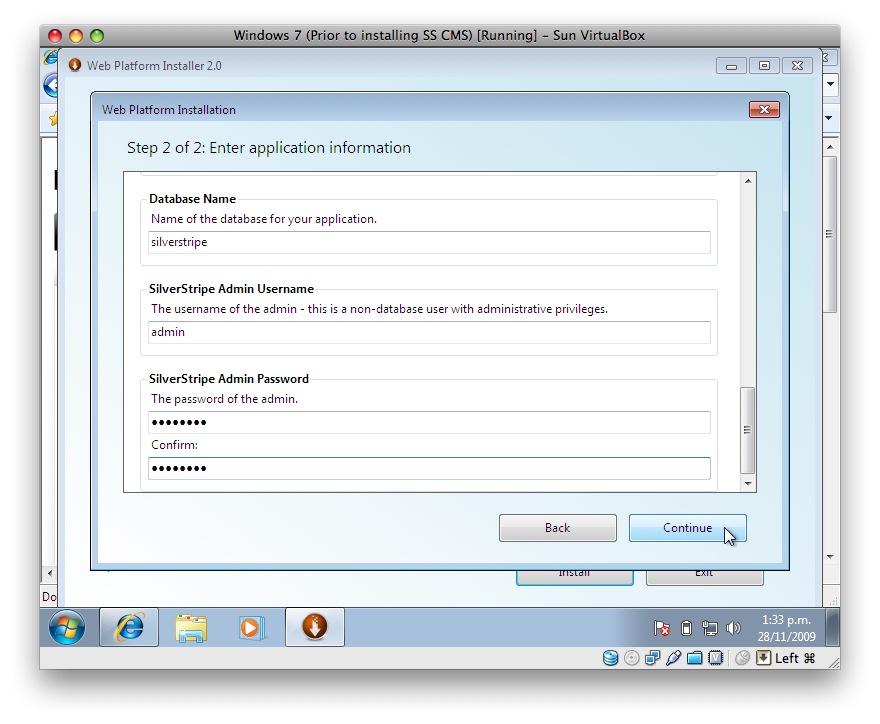 Windows 7 (Prior to installing SS CMS) [Running] – Sun VirtualBox
Web Platform Installer 2.0
Web Platform Installation
Step 2 of 2: Enter application information
Database Name
Name of the database for your application.
silverstripe
SilverStripe Admin Username
The username of the admin - this is a non-database user with administrative privileges.
admin
SilverStripe Admin Password
The password of the admin.
••••••••
Confirm:
••••••••
Back
Continue
Install
Exit
Do
1:33 p.m.
28/11/2009
Left ⌘